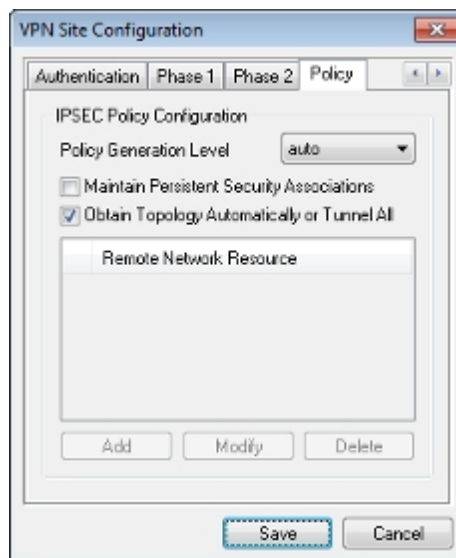 VPN Site Configuration
Authentication Phase 1 Phase 2 Policy
IPSEC Policy Configuration
Policy Generation Level auto
Maintain Persistent Security Associations
Obtain Topology Automatically or Tunnel All
Remote Network Resource
Add Modify Delete
Save Cancel